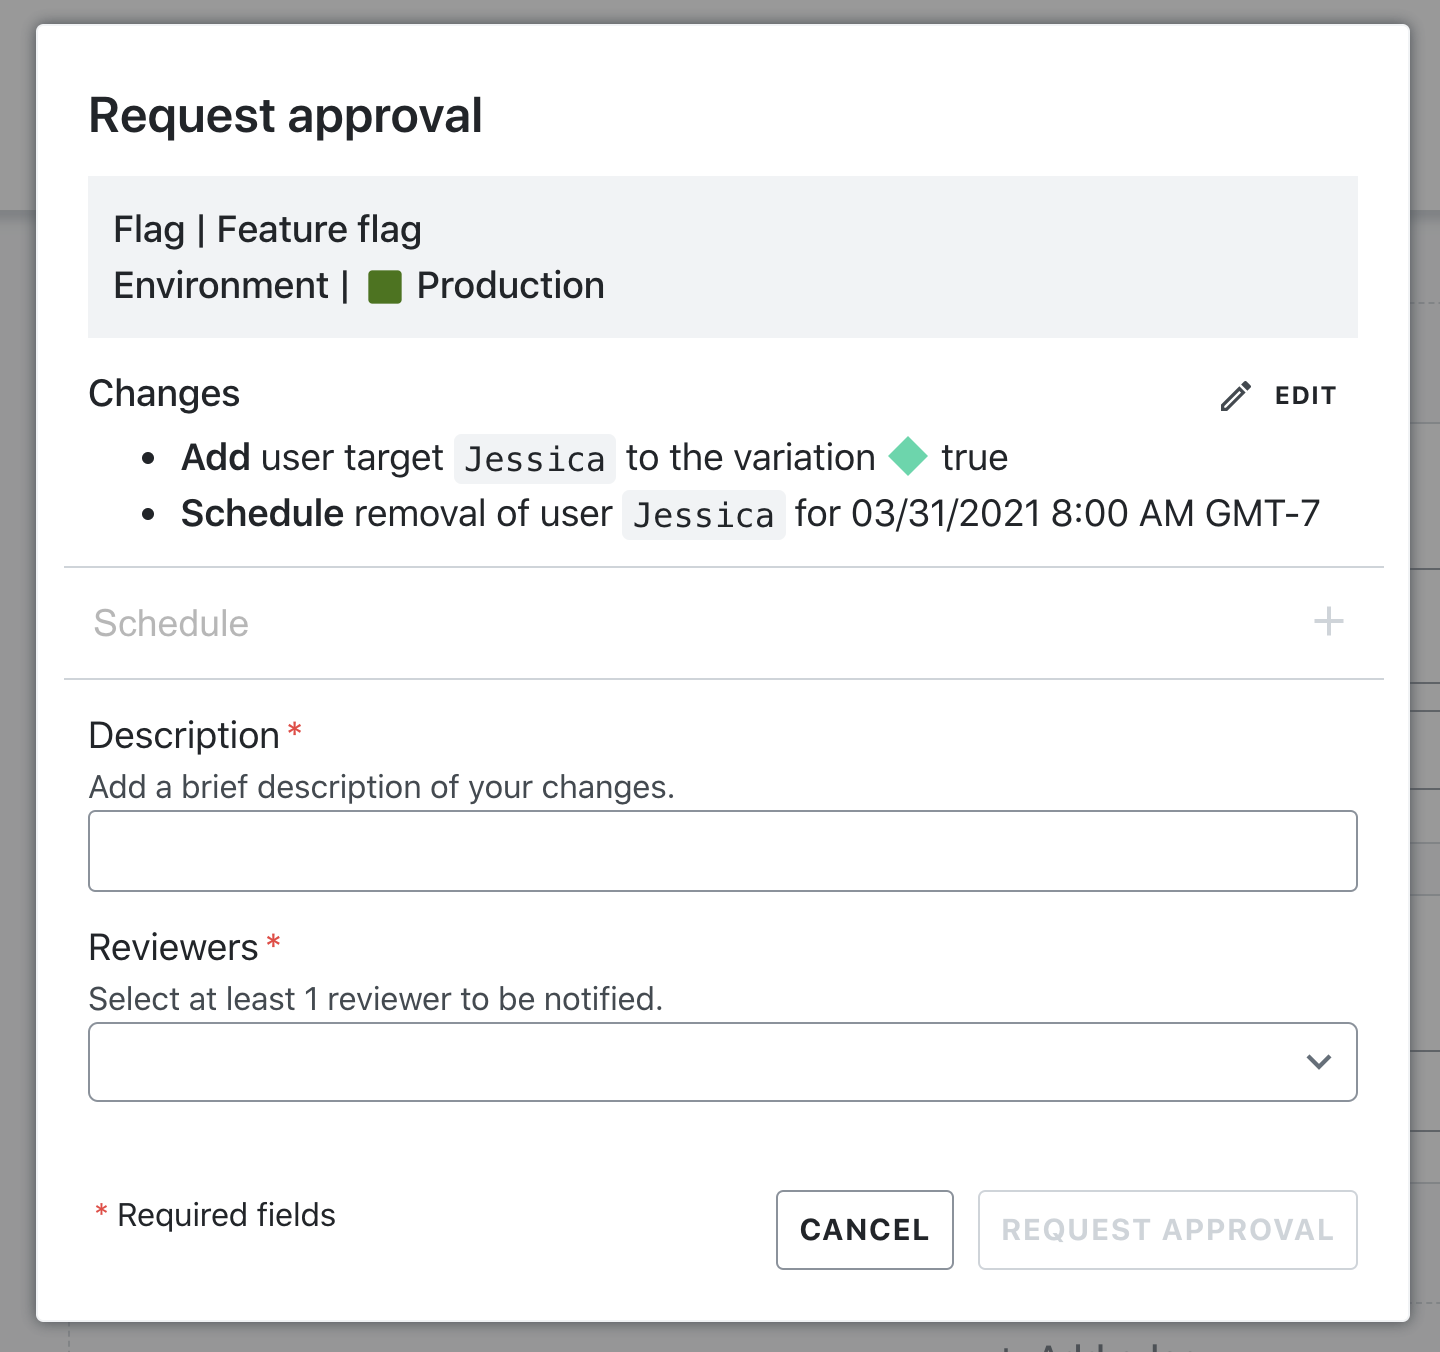 Request approval
Flag | Feature flag
Environment | Production
Changes
EDIT
Add user target Jessica to the variation true
Schedule removal of user Jessica for 03/31/2021 8:00 AM GMT-7
Schedule
Description *
Add a brief description of your changes.
Reviewers *
Select at least 1 reviewer to be notified.
* Required fields
CANCEL
REQUEST APPROVAL